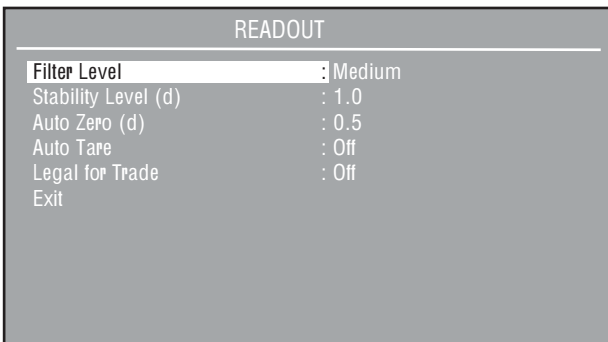 READOUT
Filter Level : Medium
Stability Level (d) : 1.0
Auto Zero (d) : 0.5
Auto Tare : Off
Legal for Trade : Off
Exit